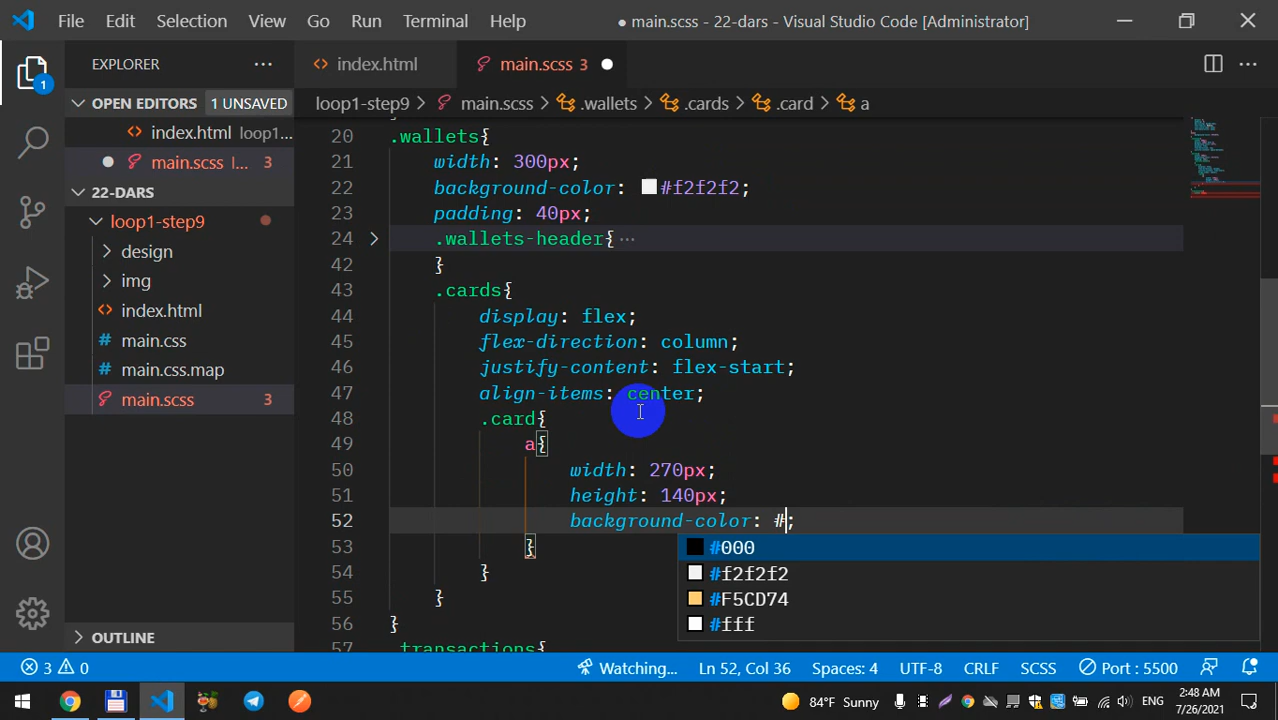 File Edit Selection View Go Run Terminal Help ● main.scss - 22-dars - Visual Studio Code [Administrator]
EXPLORER ··· index.html main.scss 3 ● ···
OPEN EDITORS 1 UNSAVED
index.html loop1...
● main.scss l... 3
22-DARS
loop1-step9
design
img
index.html
main.css
main.css.map
main.scss 3
OUTLINE
1
loop1-step9 > main.scss > .wallets > .cards > .card > a
20 .wallets{
21 width: 300px;
22 background-color: #f2f2f2;
23 padding: 40px;
24 .wallets-header{ ···
42 }
43 .cards{
44 display: flex;
45 flex-direction: column;
46 justify-content: flex-start;
47 align-items: center;
48 .card{
49 a{
50 width: 270px;
51 height: 140px;
52 background-color: #;
53 }
54 }
55 }
56 }
57 .transactions{
#000
#f2f2f2
#F5CD74
#fff
3 0 Watching... Ln 52, Col 36 Spaces: 4 UTF-8 CRLF SCSS Port : 5500
84°F Sunny ENG 2:48 AM
7/26/2021